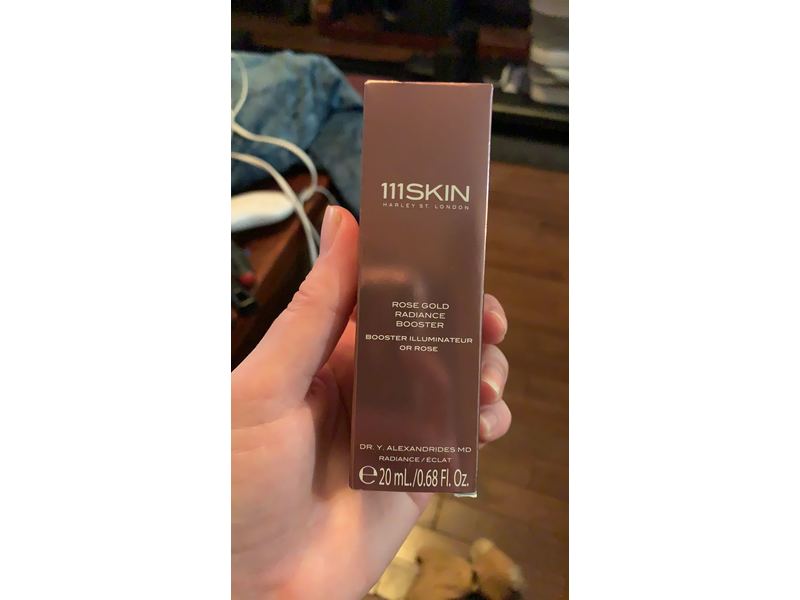 111SKIN
HARLEY ST. LONDON
ROSE GOLD
RADIANCE
BOOSTER
BOOSTER ILLUMINATEUR
OR ROSE
DR. Y. ALEXANDRIDES MD
RADIANCE / ÉCLAT
℮ 20 mL./0.68 Fl. Oz.